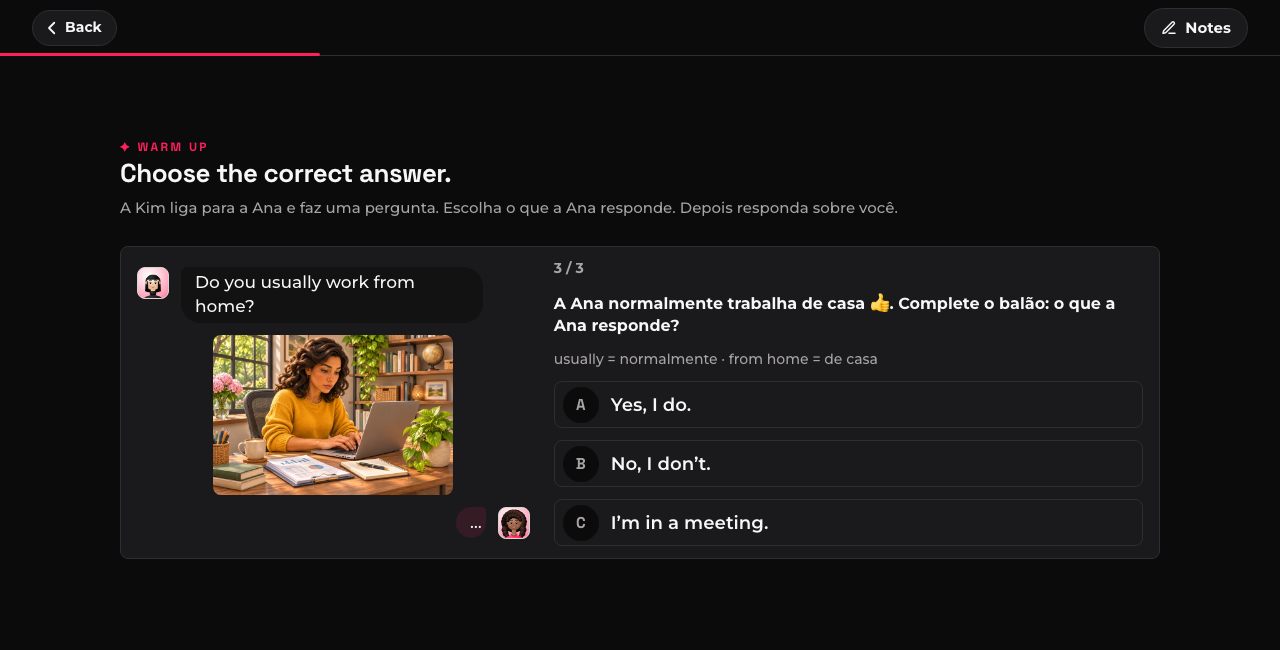 Back
Notes
WARM UP
Choose the correct answer.
A Kim liga para a Ana e faz uma pergunta. Escolha o que a Ana responde. Depois responda sobre você.
Do you usually work from
home?
...
3 / 3
A Ana normalmente trabalha de casa 👍. Complete o balão: o que a
Ana responde?
usually = normalmente · from home = de casa
A Yes, I do.
B No, I don’t.
C I’m in a meeting.